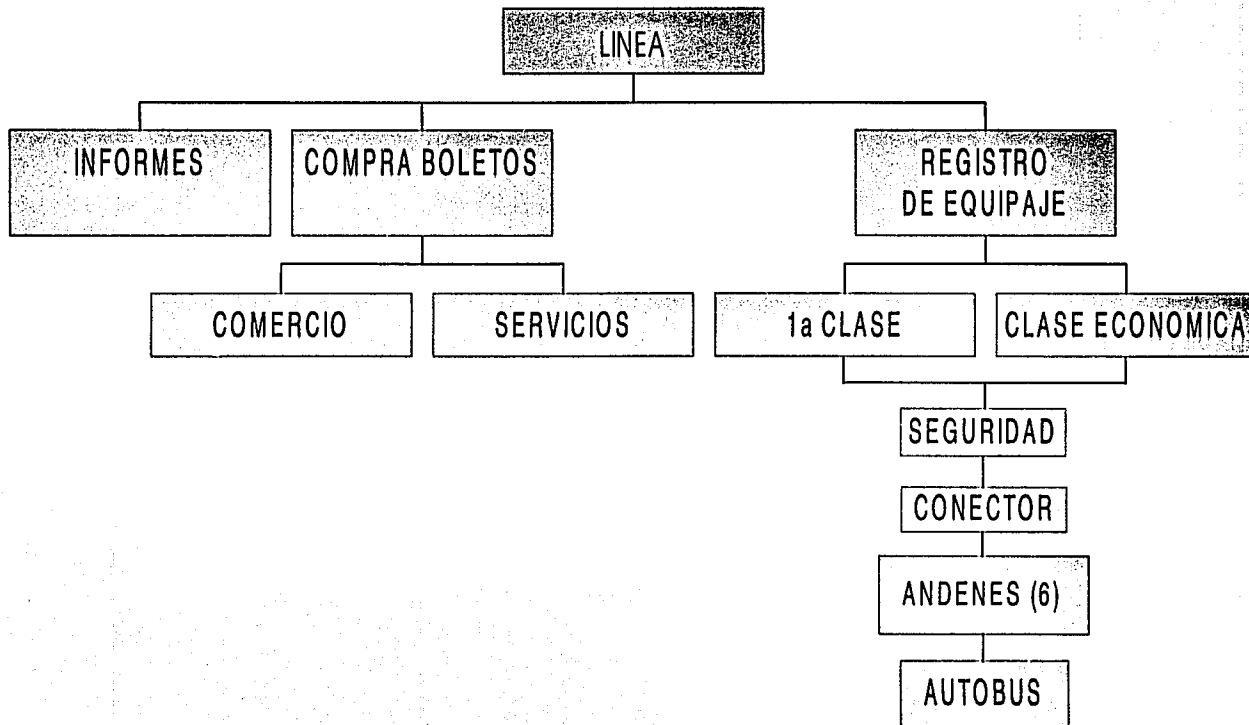 LINEA
INFORMES
COMPRA BOLETOS
REGISTRO
DE EQUIPAJE
COMERCIO
SERVICIOS
1a CLASE
CLASE ECONOMICA
SEGURIDAD
CONECTOR
ANDENES (6)
AUTOBUS